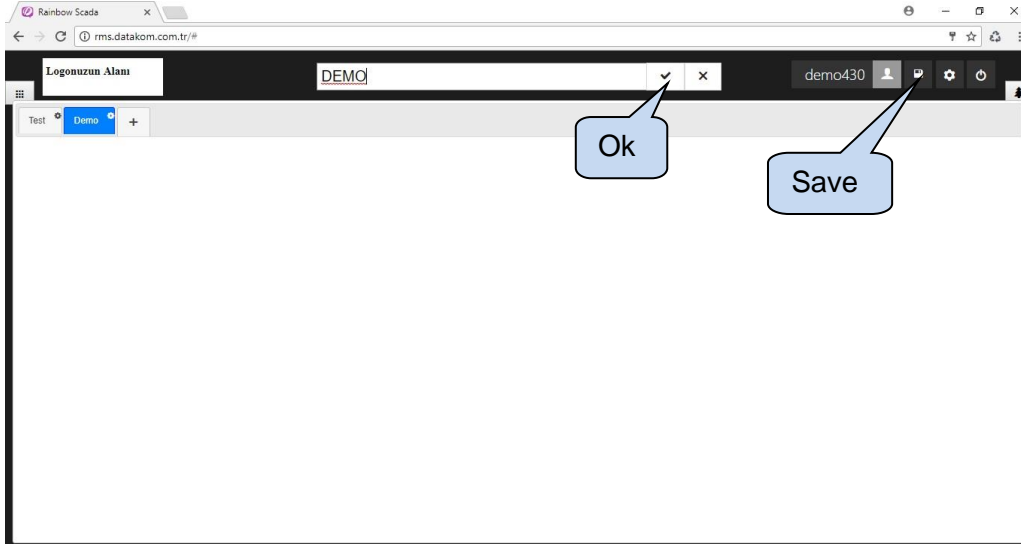 Rainbow Scada
rms.datakom.com.tr/#
Logonuzun Alanı
DEMO
demo430
Test
Demo
+
Ok
Save